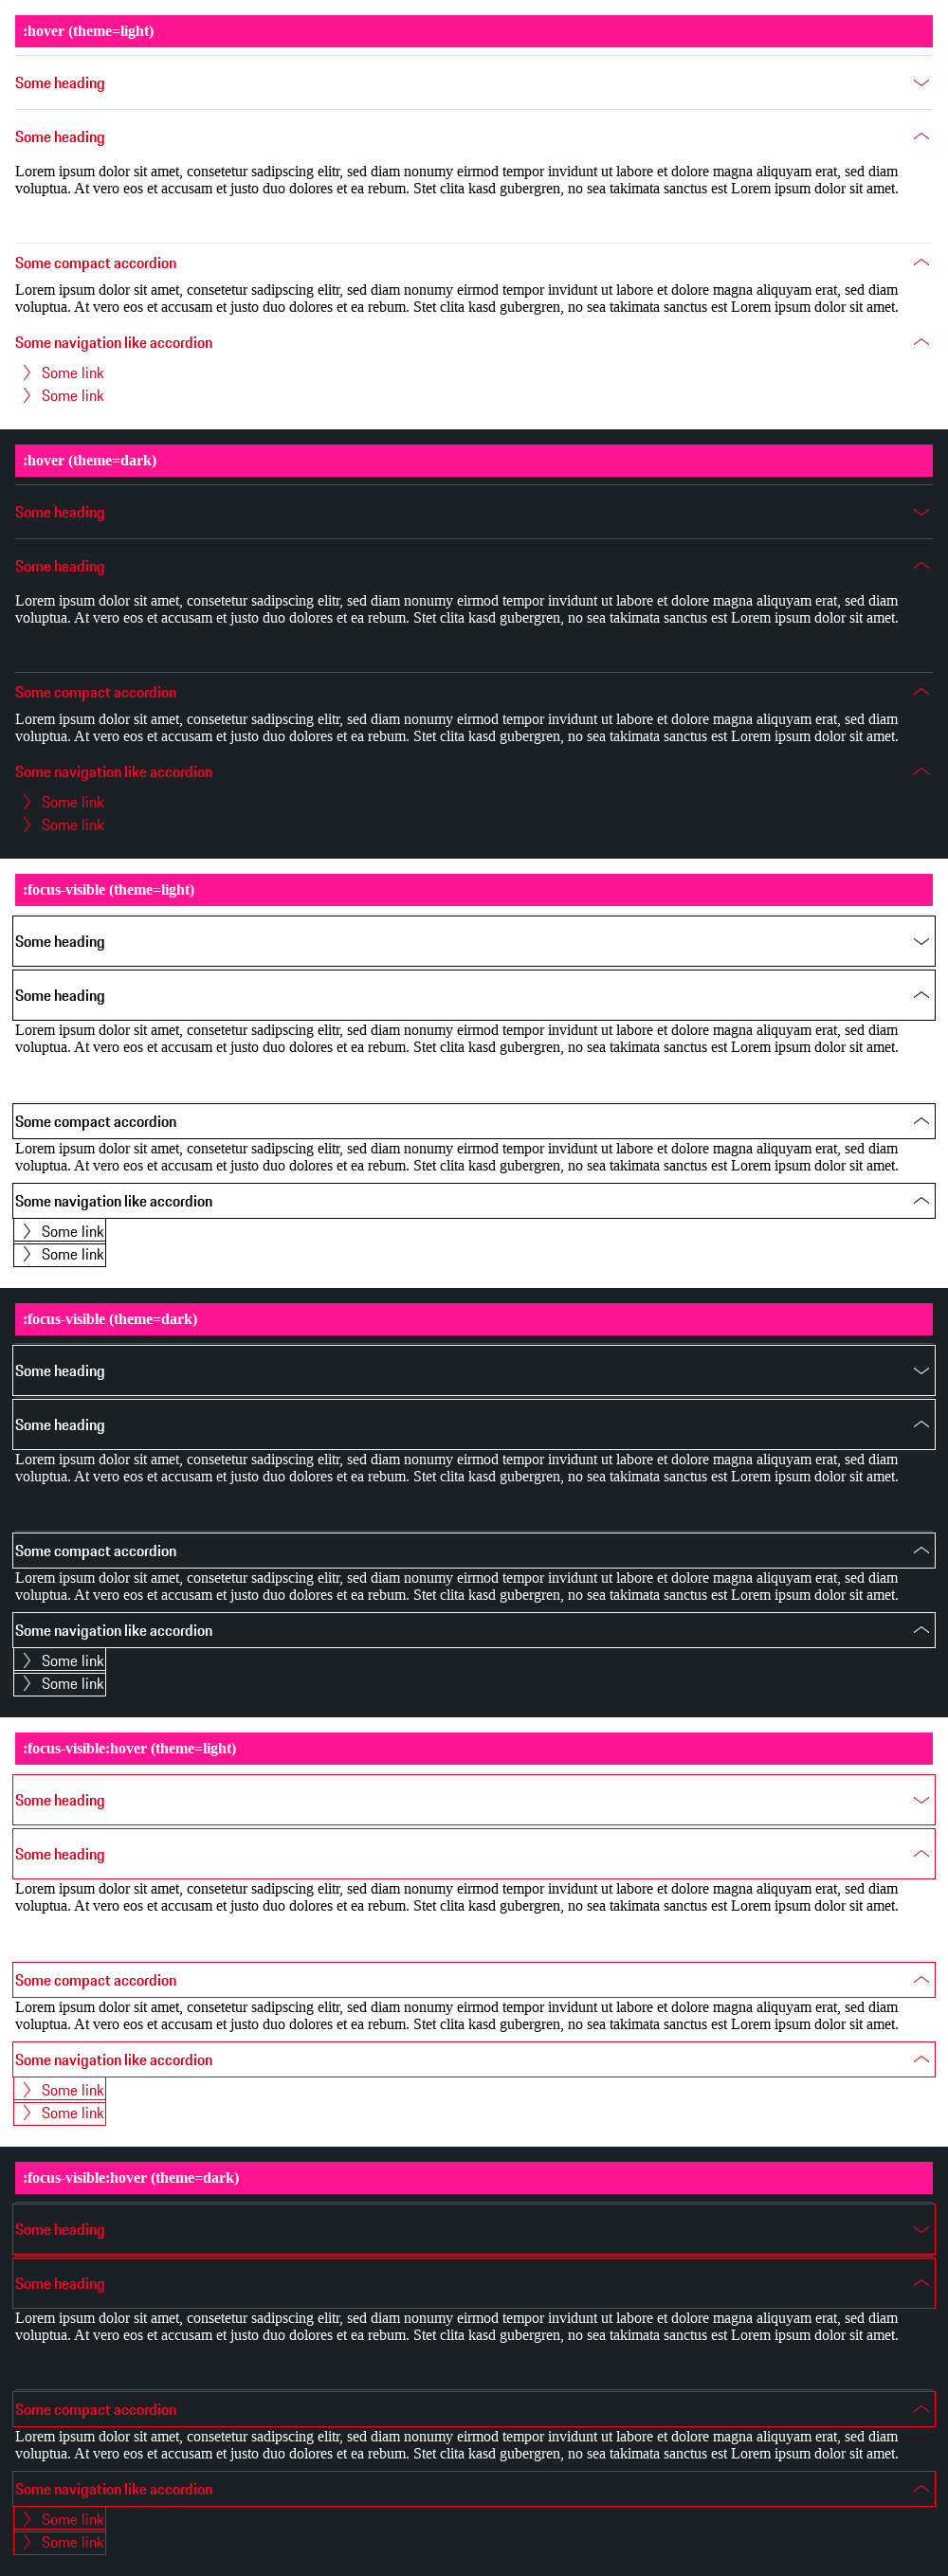 :hover (theme=light)
Some heading
Some heading
Lorem ipsum dolor sit amet, consetetur sadipscing elitr, sed diam nonumy eirmod tempor invidunt ut labore et dolore magna aliquyam erat, sed diam
voluptua. At vero eos et accusam et justo duo dolores et ea rebum. Stet clita kasd gubergren, no sea takimata sanctus est Lorem ipsum dolor sit amet.
Some compact accordion
Lorem ipsum dolor sit amet, consetetur sadipscing elitr, sed diam nonumy eirmod tempor invidunt ut labore et dolore magna aliquyam erat, sed diam
voluptua. At vero eos et accusam et justo duo dolores et ea rebum. Stet clita kasd gubergren, no sea takimata sanctus est Lorem ipsum dolor sit amet.
Some navigation like accordion
Some link
Some link
:hover (theme=dark)
Some heading
Some heading
Lorem ipsum dolor sit amet, consetetur sadipscing elitr, sed diam nonumy eirmod tempor invidunt ut labore et dolore magna aliquyam erat, sed diam
voluptua. At vero eos et accusam et justo duo dolores et ea rebum. Stet clita kasd gubergren, no sea takimata sanctus est Lorem ipsum dolor sit amet.
Some compact accordion
Lorem ipsum dolor sit amet, consetetur sadipscing elitr, sed diam nonumy eirmod tempor invidunt ut labore et dolore magna aliquyam erat, sed diam
voluptua. At vero eos et accusam et justo duo dolores et ea rebum. Stet clita kasd gubergren, no sea takimata sanctus est Lorem ipsum dolor sit amet.
Some navigation like accordion
Some link
Some link
:focus-visible (theme=light)
Some heading
Some heading
Lorem ipsum dolor sit amet, consetetur sadipscing elitr, sed diam nonumy eirmod tempor invidunt ut labore et dolore magna aliquyam erat, sed diam
voluptua. At vero eos et accusam et justo duo dolores et ea rebum. Stet clita kasd gubergren, no sea takimata sanctus est Lorem ipsum dolor sit amet.
Some compact accordion
Lorem ipsum dolor sit amet, consetetur sadipscing elitr, sed diam nonumy eirmod tempor invidunt ut labore et dolore magna aliquyam erat, sed diam
voluptua. At vero eos et accusam et justo duo dolores et ea rebum. Stet clita kasd gubergren, no sea takimata sanctus est Lorem ipsum dolor sit amet.
Some navigation like accordion
Some link
Some link
:focus-visible (theme=dark)
Some heading
Some heading
Lorem ipsum dolor sit amet, consetetur sadipscing elitr, sed diam nonumy eirmod tempor invidunt ut labore et dolore magna aliquyam erat, sed diam
voluptua. At vero eos et accusam et justo duo dolores et ea rebum. Stet clita kasd gubergren, no sea takimata sanctus est Lorem ipsum dolor sit amet.
Some compact accordion
Lorem ipsum dolor sit amet, consetetur sadipscing elitr, sed diam nonumy eirmod tempor invidunt ut labore et dolore magna aliquyam erat, sed diam
voluptua. At vero eos et accusam et justo duo dolores et ea rebum. Stet clita kasd gubergren, no sea takimata sanctus est Lorem ipsum dolor sit amet.
Some navigation like accordion
Some link
Some link
:focus-visible:hover (theme=light)
Some heading
Some heading
Lorem ipsum dolor sit amet, consetetur sadipscing elitr, sed diam nonumy eirmod tempor invidunt ut labore et dolore magna aliquyam erat, sed diam
voluptua. At vero eos et accusam et justo duo dolores et ea rebum. Stet clita kasd gubergren, no sea takimata sanctus est Lorem ipsum dolor sit amet.
Some compact accordion
Lorem ipsum dolor sit amet, consetetur sadipscing elitr, sed diam nonumy eirmod tempor invidunt ut labore et dolore magna aliquyam erat, sed diam
voluptua. At vero eos et accusam et justo duo dolores et ea rebum. Stet clita kasd gubergren, no sea takimata sanctus est Lorem ipsum dolor sit amet.
Some navigation like accordion
Some link
Some link
:focus-visible:hover (theme=dark)
Some heading
Some heading
Lorem ipsum dolor sit amet, consetetur sadipscing elitr, sed diam nonumy eirmod tempor invidunt ut labore et dolore magna aliquyam erat, sed diam
voluptua. At vero eos et accusam et justo duo dolores et ea rebum. Stet clita kasd gubergren, no sea takimata sanctus est Lorem ipsum dolor sit amet.
Some compact accordion
Lorem ipsum dolor sit amet, consetetur sadipscing elitr, sed diam nonumy eirmod tempor invidunt ut labore et dolore magna aliquyam erat, sed diam
voluptua. At vero eos et accusam et justo duo dolores et ea rebum. Stet clita kasd gubergren, no sea takimata sanctus est Lorem ipsum dolor sit amet.
Some navigation like accordion
Some link
Some link